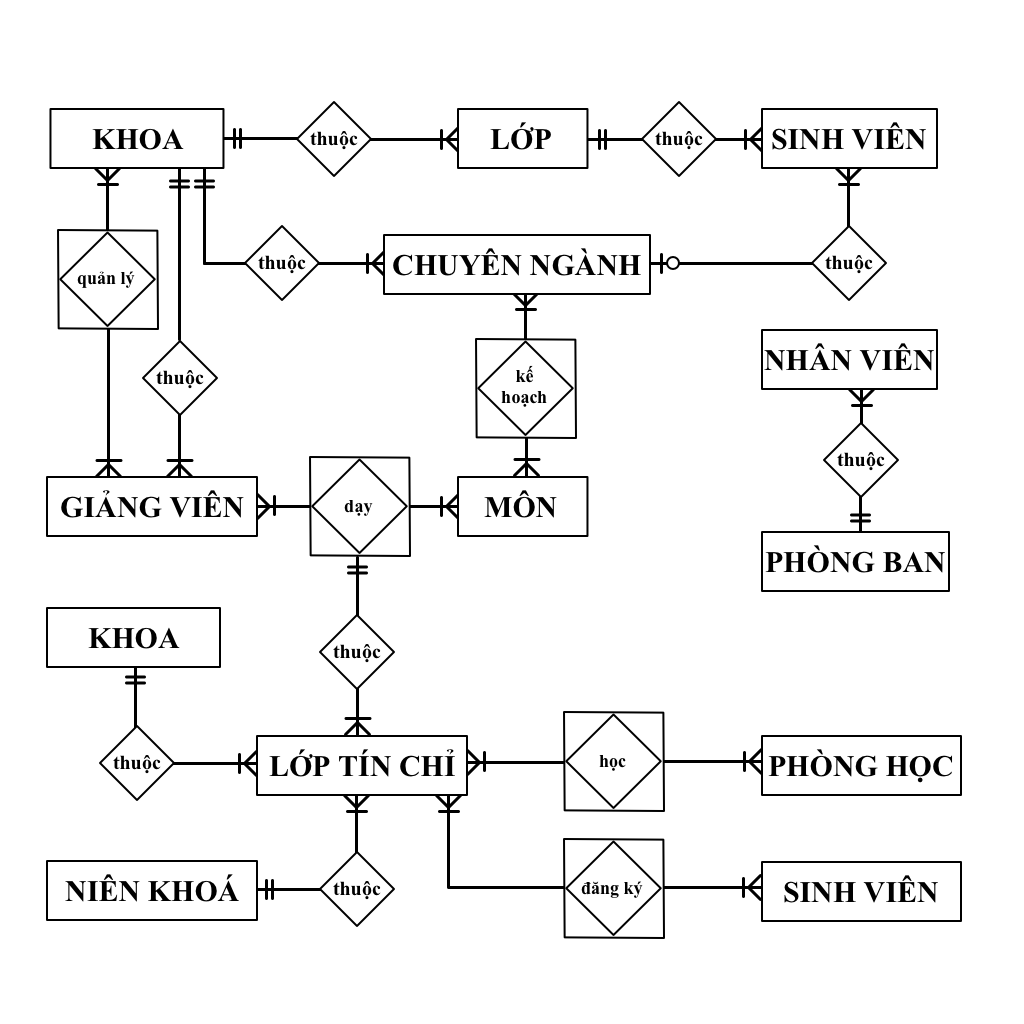 KHOA
thuộc
LỚP
thuộc
SINH VIÊN
quản lý
thuộc
CHUYÊN NGÀNH
thuộc
thuộc
kế
hoạch
NHÂN VIÊN
thuộc
GIẢNG VIÊN
dạy
MÔN
PHÒNG BAN
KHOA
thuộc
thuộc
LỚP TÍN CHỈ
học
PHÒNG HỌC
NIÊN KHOÁ
thuộc
đăng ký
SINH VIÊN